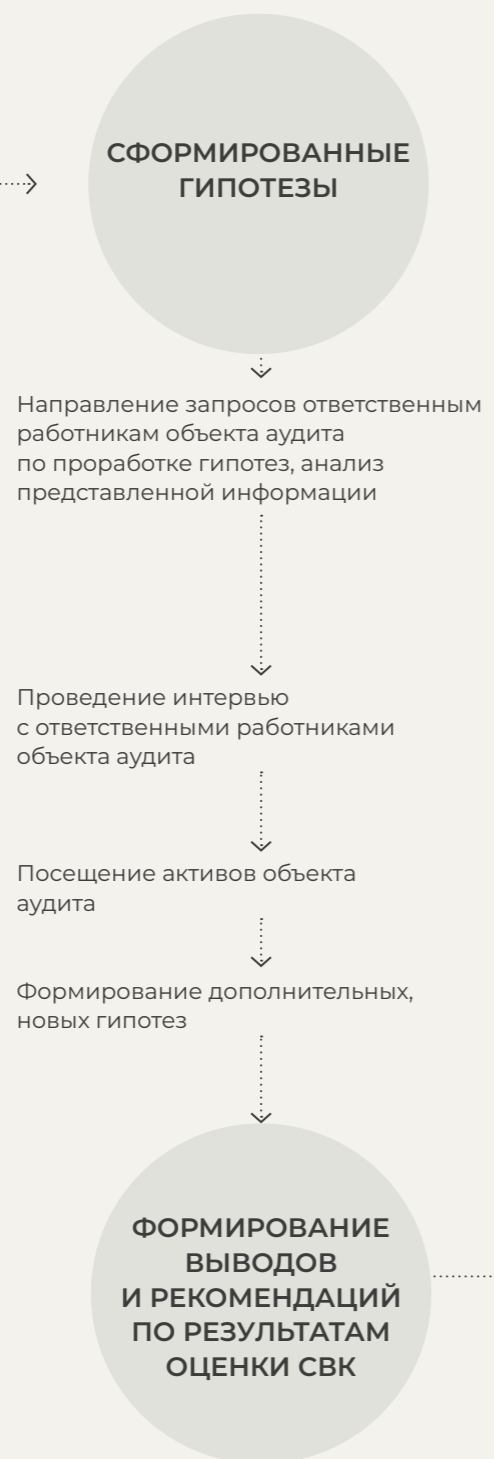 СФОРМИРОВАННЫЕ
ГИПОТЕЗЫ
Направление запросов ответственным
работникам объекта аудита
по проработке гипотез, анализ
представленной информации
Проведение интервью
с ответственными работниками
объекта аудита
Посещение активов объекта
аудита
Формирование дополнительных,
новых гипотез
ФОРМИРОВАНИЕ
ВЫВОДОВ
И РЕКОМЕНДАЦИЙ
ПО РЕЗУЛЬТАТАМ
ОЦЕНКИ СВК